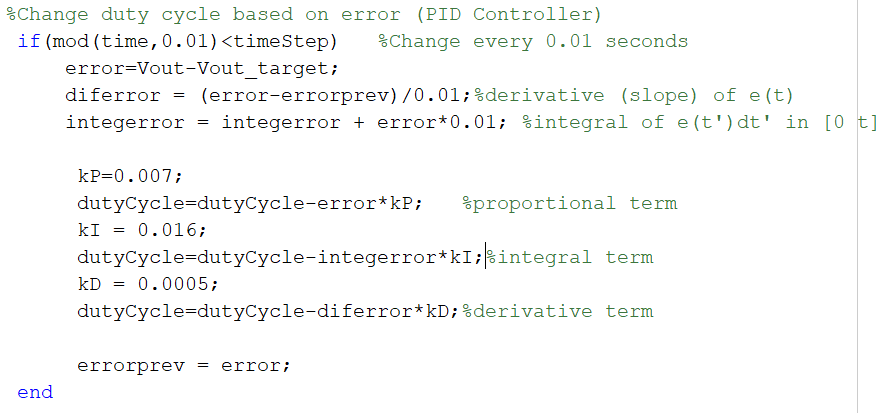 %Change duty cycle based on error (PID Controller)
if(mod(time,0.01)<timeStep)   %Change every 0.01 seconds
error=Vout-Vout_target;
diferror = (error-errorprev)/0.01;%derivative (slope) of e(t)
integerror = integerror + error*0.01; %integral of e(t')dt' in [0 t]
kP=0.007;
dutyCycle=dutyCycle-error*kP;   %proportional term
kI = 0.016;
dutyCycle=dutyCycle-integerror*kI;%integral term
kD = 0.0005;
dutyCycle=dutyCycle-diferror*kD;%derivative term
errorprev = error;
end